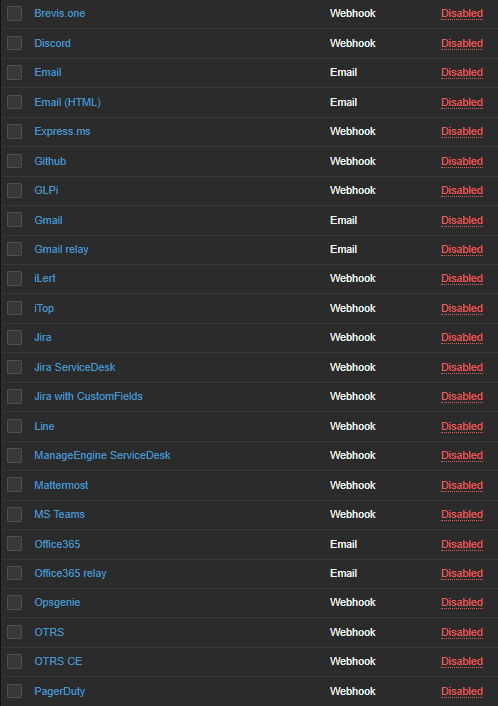 Brevis.one Webhook Disabled
Discord Webhook Disabled
Email Email Disabled
Email (HTML) Email Disabled
Express.ms Webhook Disabled
Github Webhook Disabled
GLPi Webhook Disabled
Gmail Email Disabled
Gmail relay Email Disabled
iLert Webhook Disabled
iTop Webhook Disabled
Jira Webhook Disabled
Jira ServiceDesk Webhook Disabled
Jira with CustomFields Webhook Disabled
Line Webhook Disabled
ManageEngine ServiceDesk Webhook Disabled
Mattermost Webhook Disabled
MS Teams Webhook Disabled
Office365 Email Disabled
Office365 relay Email Disabled
Opsgenie Webhook Disabled
OTRS Webhook Disabled
OTRS CE Webhook Disabled
PagerDuty Webhook Disabled